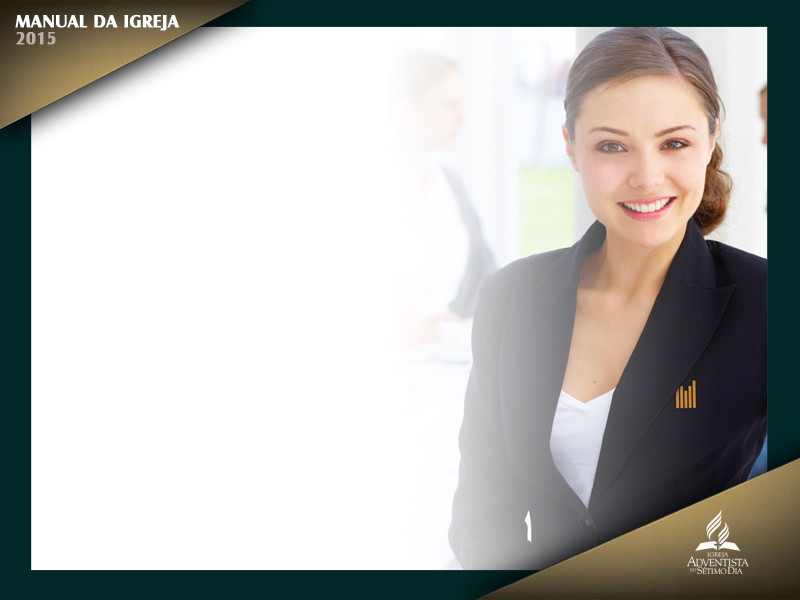 MANUAL DA IGREJA
2015
IGREJA
ADVENTISTA
DO SÉTIMO DIA